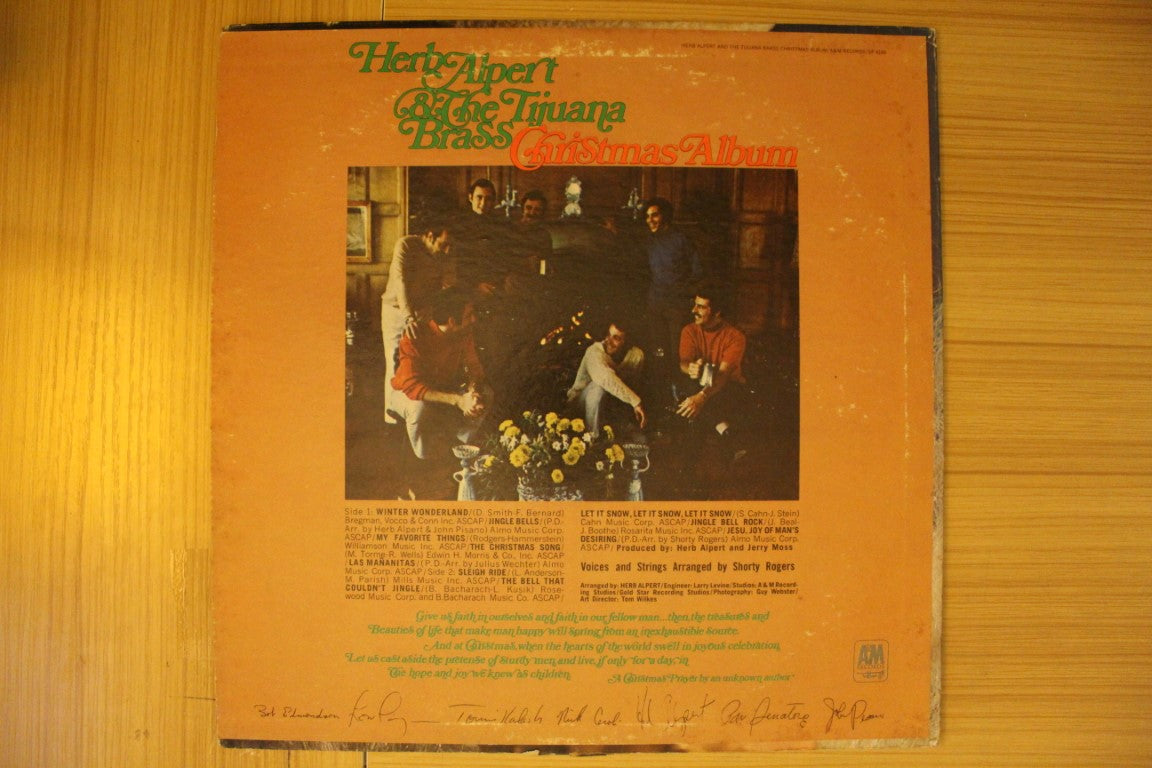 HERB ALPERT AND THE TIJUANA BRASS CHRISTMAS ALBUM/A&M RECORDS/SP 4166
Herb Alpert
& The Tijuana
Brass Christmas Album
Side 1: WINTER WONDERLAND/(D. Smith-F. Bernard)
Bregman, Vocco & Conn Inc. ASCAP/JINGLE BELLS/(P.D.-
Arr. by Herb Alpert & John Pisano) Almo Music Corp.
ASCAP/MY FAVORITE THINGS/(Rodgers-Hammerstein)
Williamson Music Inc. ASCAP/THE CHRISTMAS SONG/
(M. Torme-R. Wells) Edwin H. Morris & Co., Inc. ASCAP
/LAS MAÑANITAS/(P.D.-Arr. by Julius Wechter) Almo
Music Corp. ASCAP/Side 2: SLEIGH RIDE/(L. Anderson-
M. Parish) Mills Music Inc. ASCAP/THE BELL THAT
COULDN'T JINGLE/(B. Bacharach-L. Kusik) Rose-
wood Music Corp. and B. Bacharach Music Co. ASCAP/
LET IT SNOW, LET IT SNOW, LET IT SNOW/(S. Cahn-J. Stein)
Cahn Music Corp. ASCAP/JINGLE BELL ROCK/(J. Beal-
J. Boothe) Rosarita Music Inc. ASCAP/JESU, JOY OF MAN'S
DESIRING/(P.D.-Arr. by Shorty Rogers) Almo Music Corp.
ASCAP/Produced by: Herb Alpert and Jerry Moss
Voices and Strings Arranged by Shorty Rogers
Arranged by: HERB ALPERT/Engineer: Larry Levine/Studios: A & M Record-
ing Studios/Gold Star Recording Studios/Photography: Guy Webster/
Art Director: Tom Wilkes
Give us faith in ourselves and faith in our fellow man...then the treasures and
Beauties of life that make man happy will spring from an inexhaustible source.
And at Christmas, when the hearts of the world swell in joyous celebration,
Let us cast aside the pretense of sturdy men and live, if only "for a day," in
The hope and joy we knew as children.
"A Christmas Prayer by an unknown author"
A&M
RECORDS
Bob Edmondson